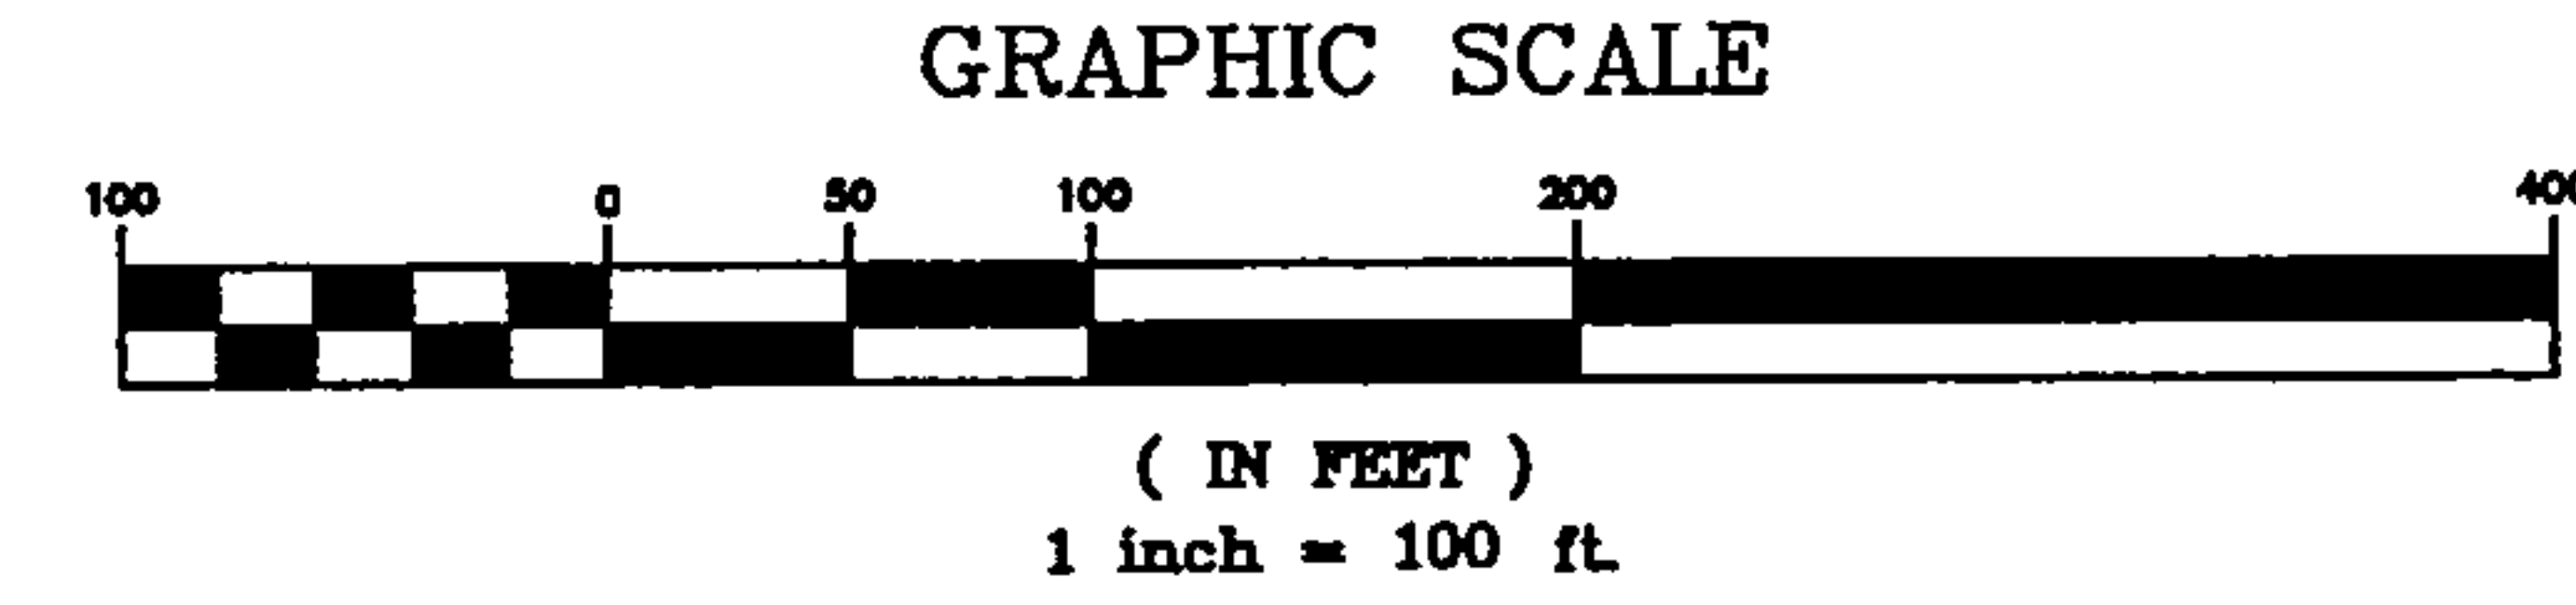 GRAPHIC SCALE
100 0 50 100 200 400
( IN FEET )
1 inch = 100 ft.